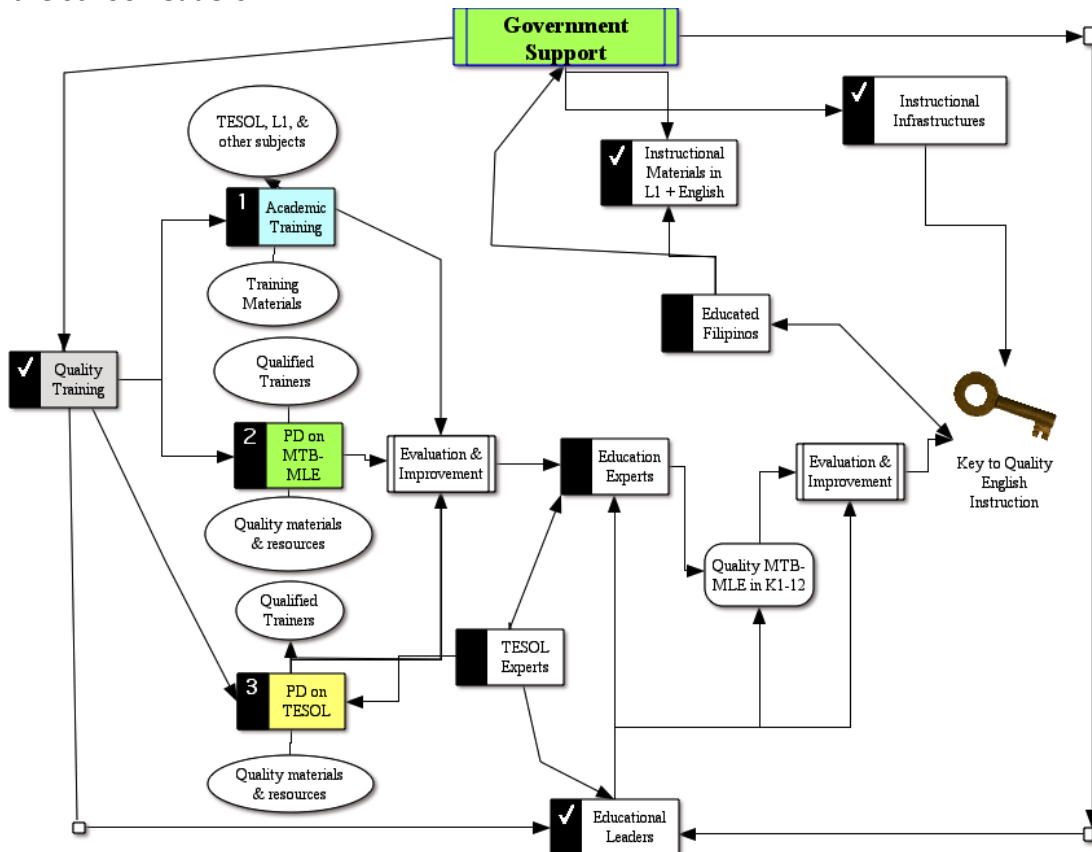 Government
Support
Instructional
Infrastructures
TESOL, L1, &
other subjects
Instructional
Materials in
L1 + English
1
Academic
Training
Training
Materials
Educated
Filipinos
Quality
Training
Qualified
Trainers
2
PD on
MTB-
MLE
Evaluation &
Improvement
Education
Experts
Evaluation &
Improvement
Key to Quality
English
Instruction
Quality materials
& resources
Quality MTB-
MLE in K1-12
Qualified
Trainers
TESOL
Experts
3
PD on
TESOL
Quality materials
& resources
Educational
Leaders